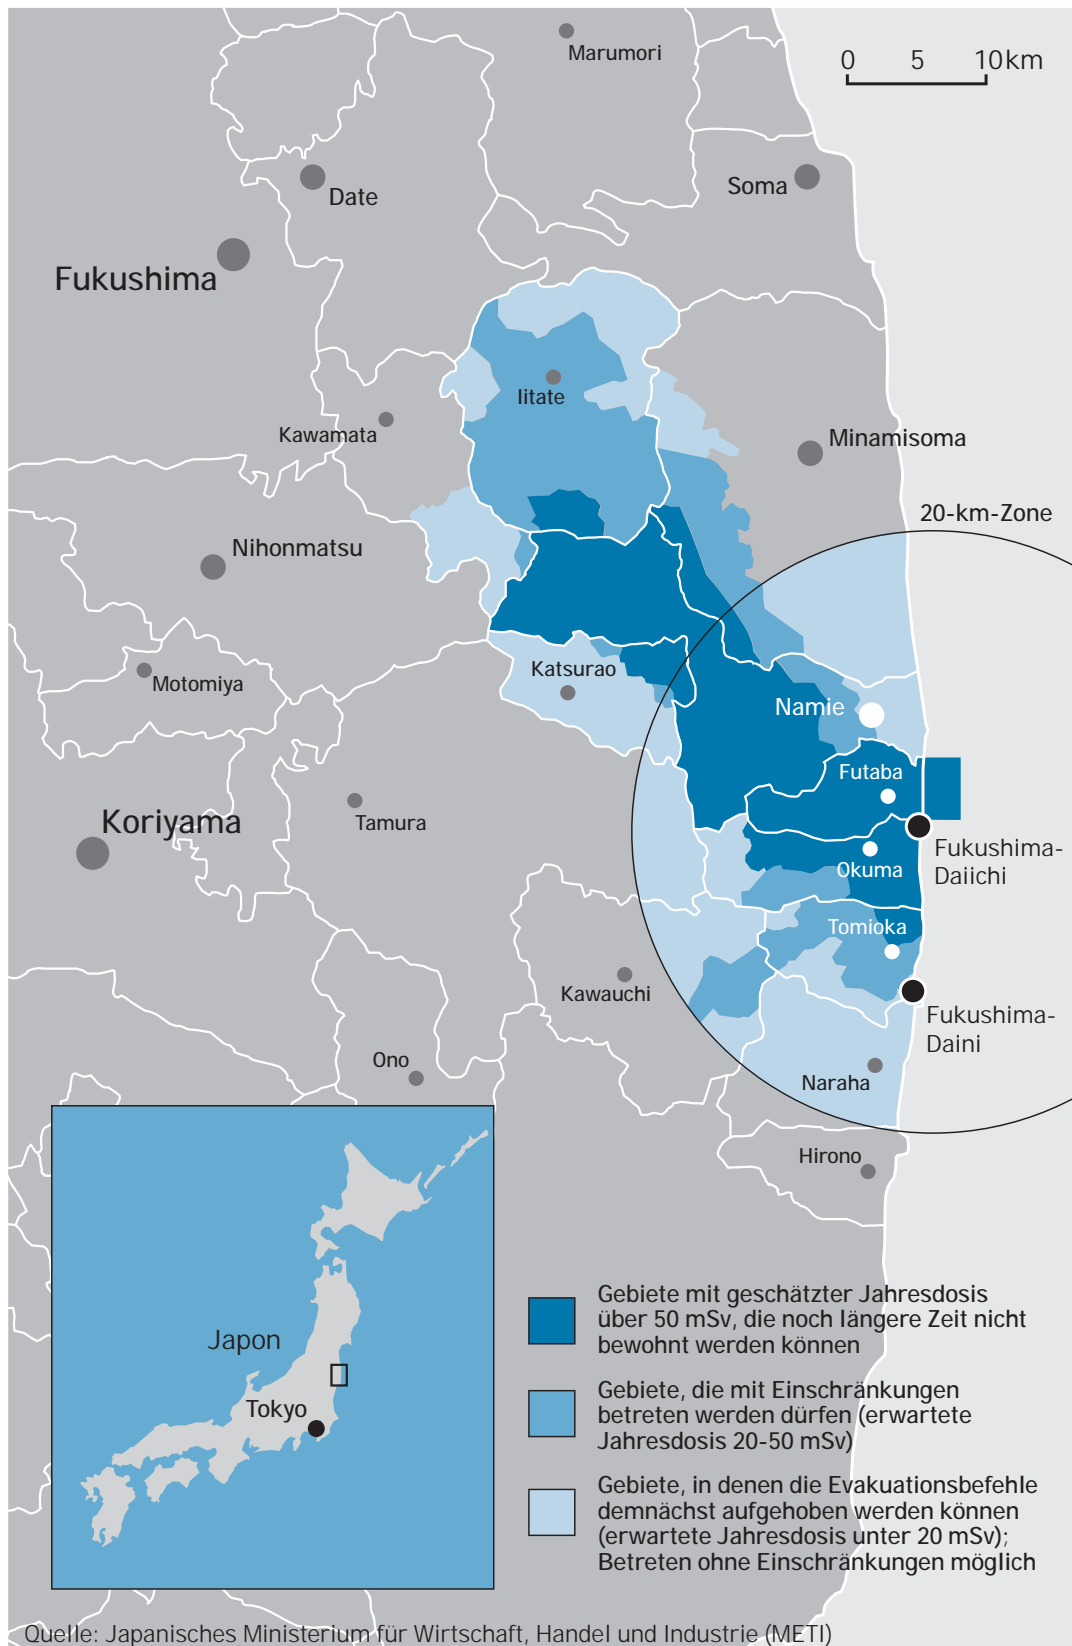 Marumori
0 5 10 km
Date
Soma
Fukushima
Iitate
Kawamata
Minamisoma
20-km-Zone
Nihonmatsu
Katsurao
Motomiya
Namie
Futaba
Koriyama
Tamura
Fukushima-
Daiichi
Okuma
Tomioka
Kawauchi
Fukushima-
Daini
Ono
Naraha
Hirono
Japon
Tokyo
Gebiete mit geschätzter Jahresdosis
über 50 mSv, die noch längere Zeit nicht
bewohnt werden können
Gebiete, die mit Einschränkungen
betreten werden dürfen (erwartete
Jahresdosis 20-50 mSv)
Gebiete, in denen die Evakuationsbefehle
demnächst aufgehoben werden können
(erwartete Jahresdosis unter 20 mSv);
Betreten ohne Einschränkungen möglich
Quelle: Japanisches Ministerium für Wirtschaft, Handel und Industrie (METI)